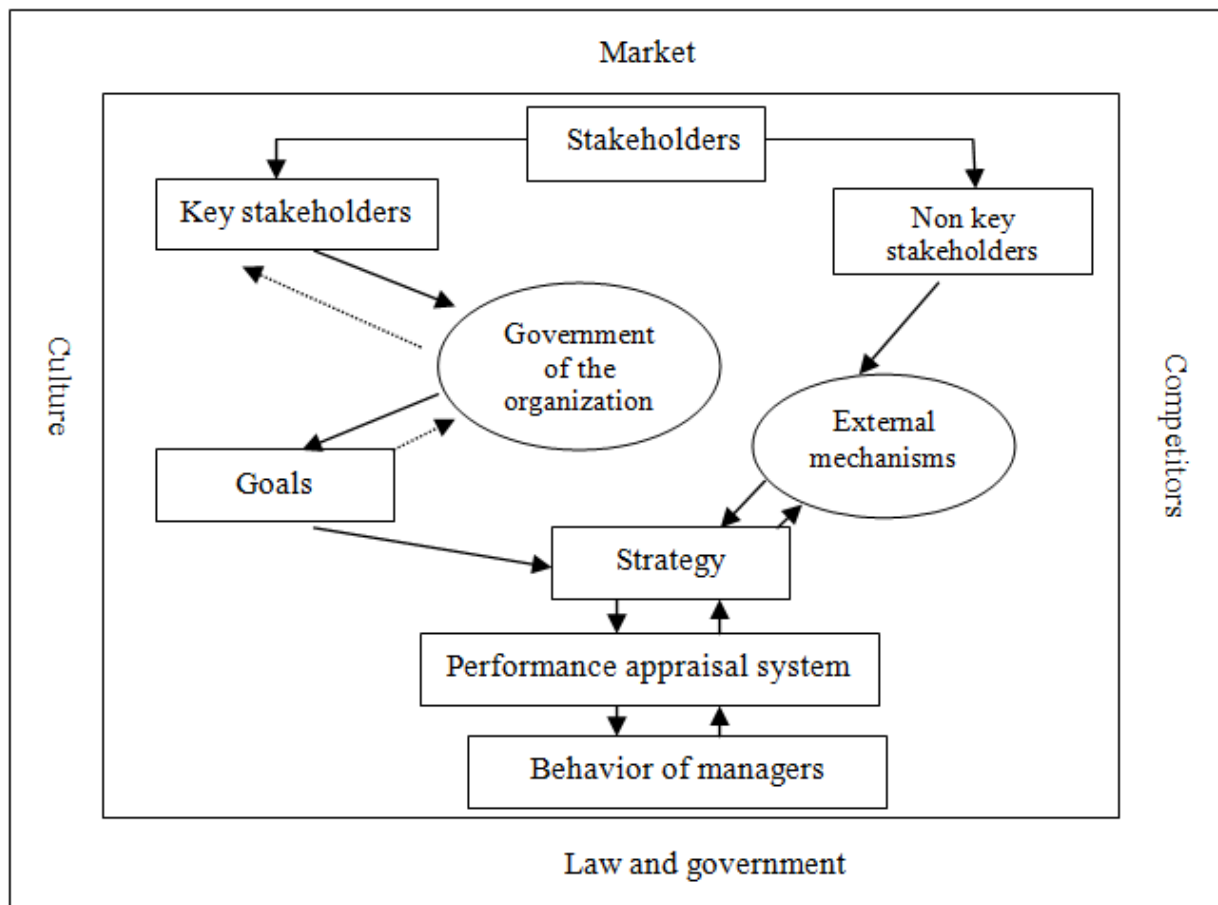 Market
Stakeholders
Key stakeholders
Non key
stakeholders
Government
of the
organization
Culture
Competitors
External
mechanisms
Goals
Strategy
Performance appraisal system
Behavior of managers
Law and government